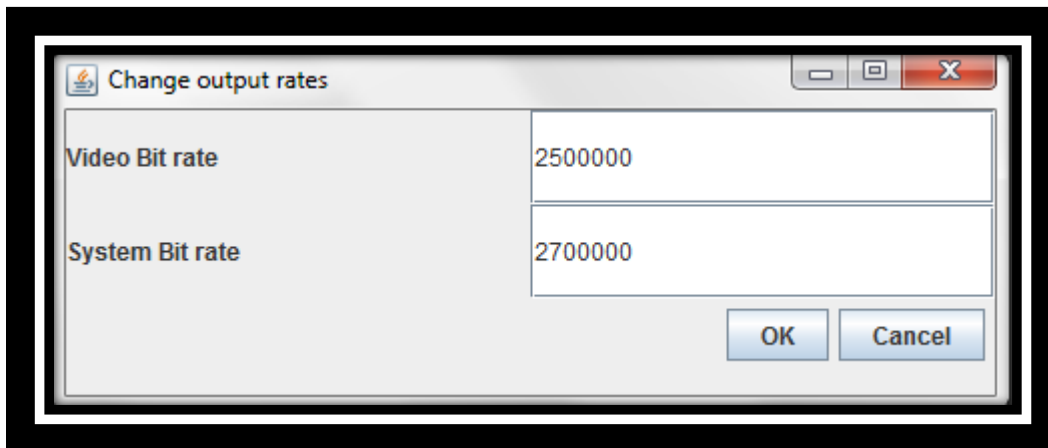 Change output rates
Video Bit rate 2500000
System Bit rate 2700000
OK Cancel